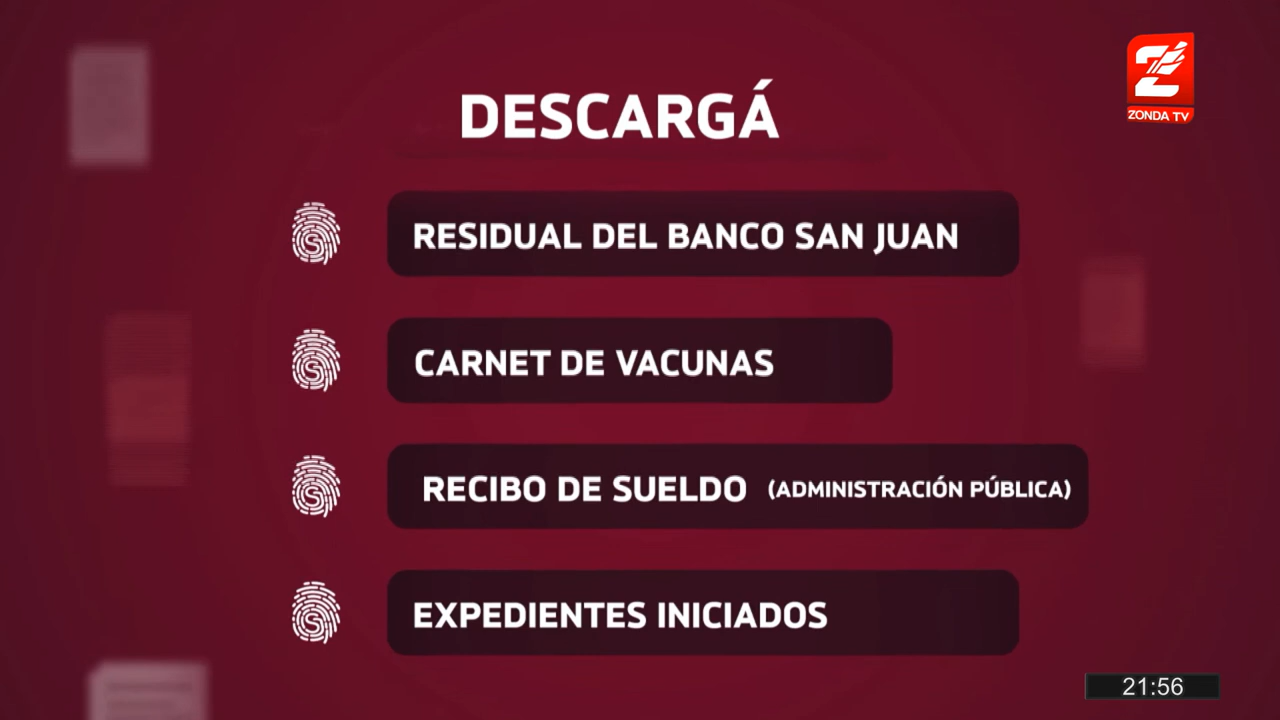 DESCARGÁ
ZONDA TV
RESIDUAL DEL BANCO SAN JUAN
CARNET DE VACUNAS
RECIBO DE SUELDO (ADMINISTRACIÓN PÚBLICA)
EXPEDIENTES INICIADOS
21:56